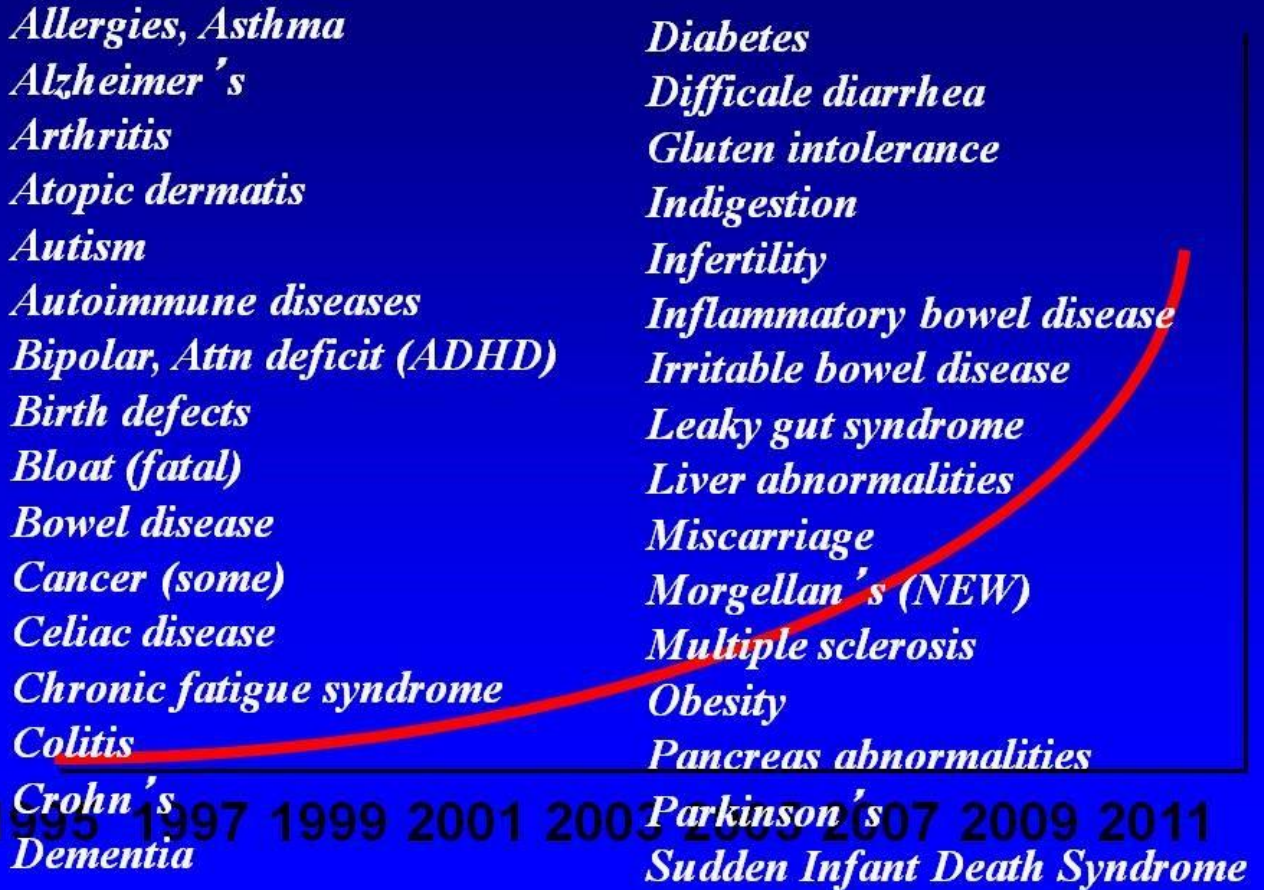 Allergies, Asthma
Alzheimer's
Arthritis
Atopic dermatis
Autism
Autoimmune diseases
Bipolar, Attn deficit (ADHD)
Birth defects
Bloat (fatal)
Bowel disease
Cancer (some)
Celiac disease
Chronic fatigue syndrome
Colitis
Crohn's
Dementia
Diabetes
Difficale diarrhea
Gluten intolerance
Indigestion
Infertility
Inflammatory bowel disease
Irritable bowel disease
Leaky gut syndrome
Liver abnormalities
Miscarriage
Morgellan's (NEW)
Multiple sclerosis
Obesity
Pancreas abnormalities
Parkinson's
Sudden Infant Death Syndrome
1995 1997 1999 2001 2003 2005 2007 2009 2011